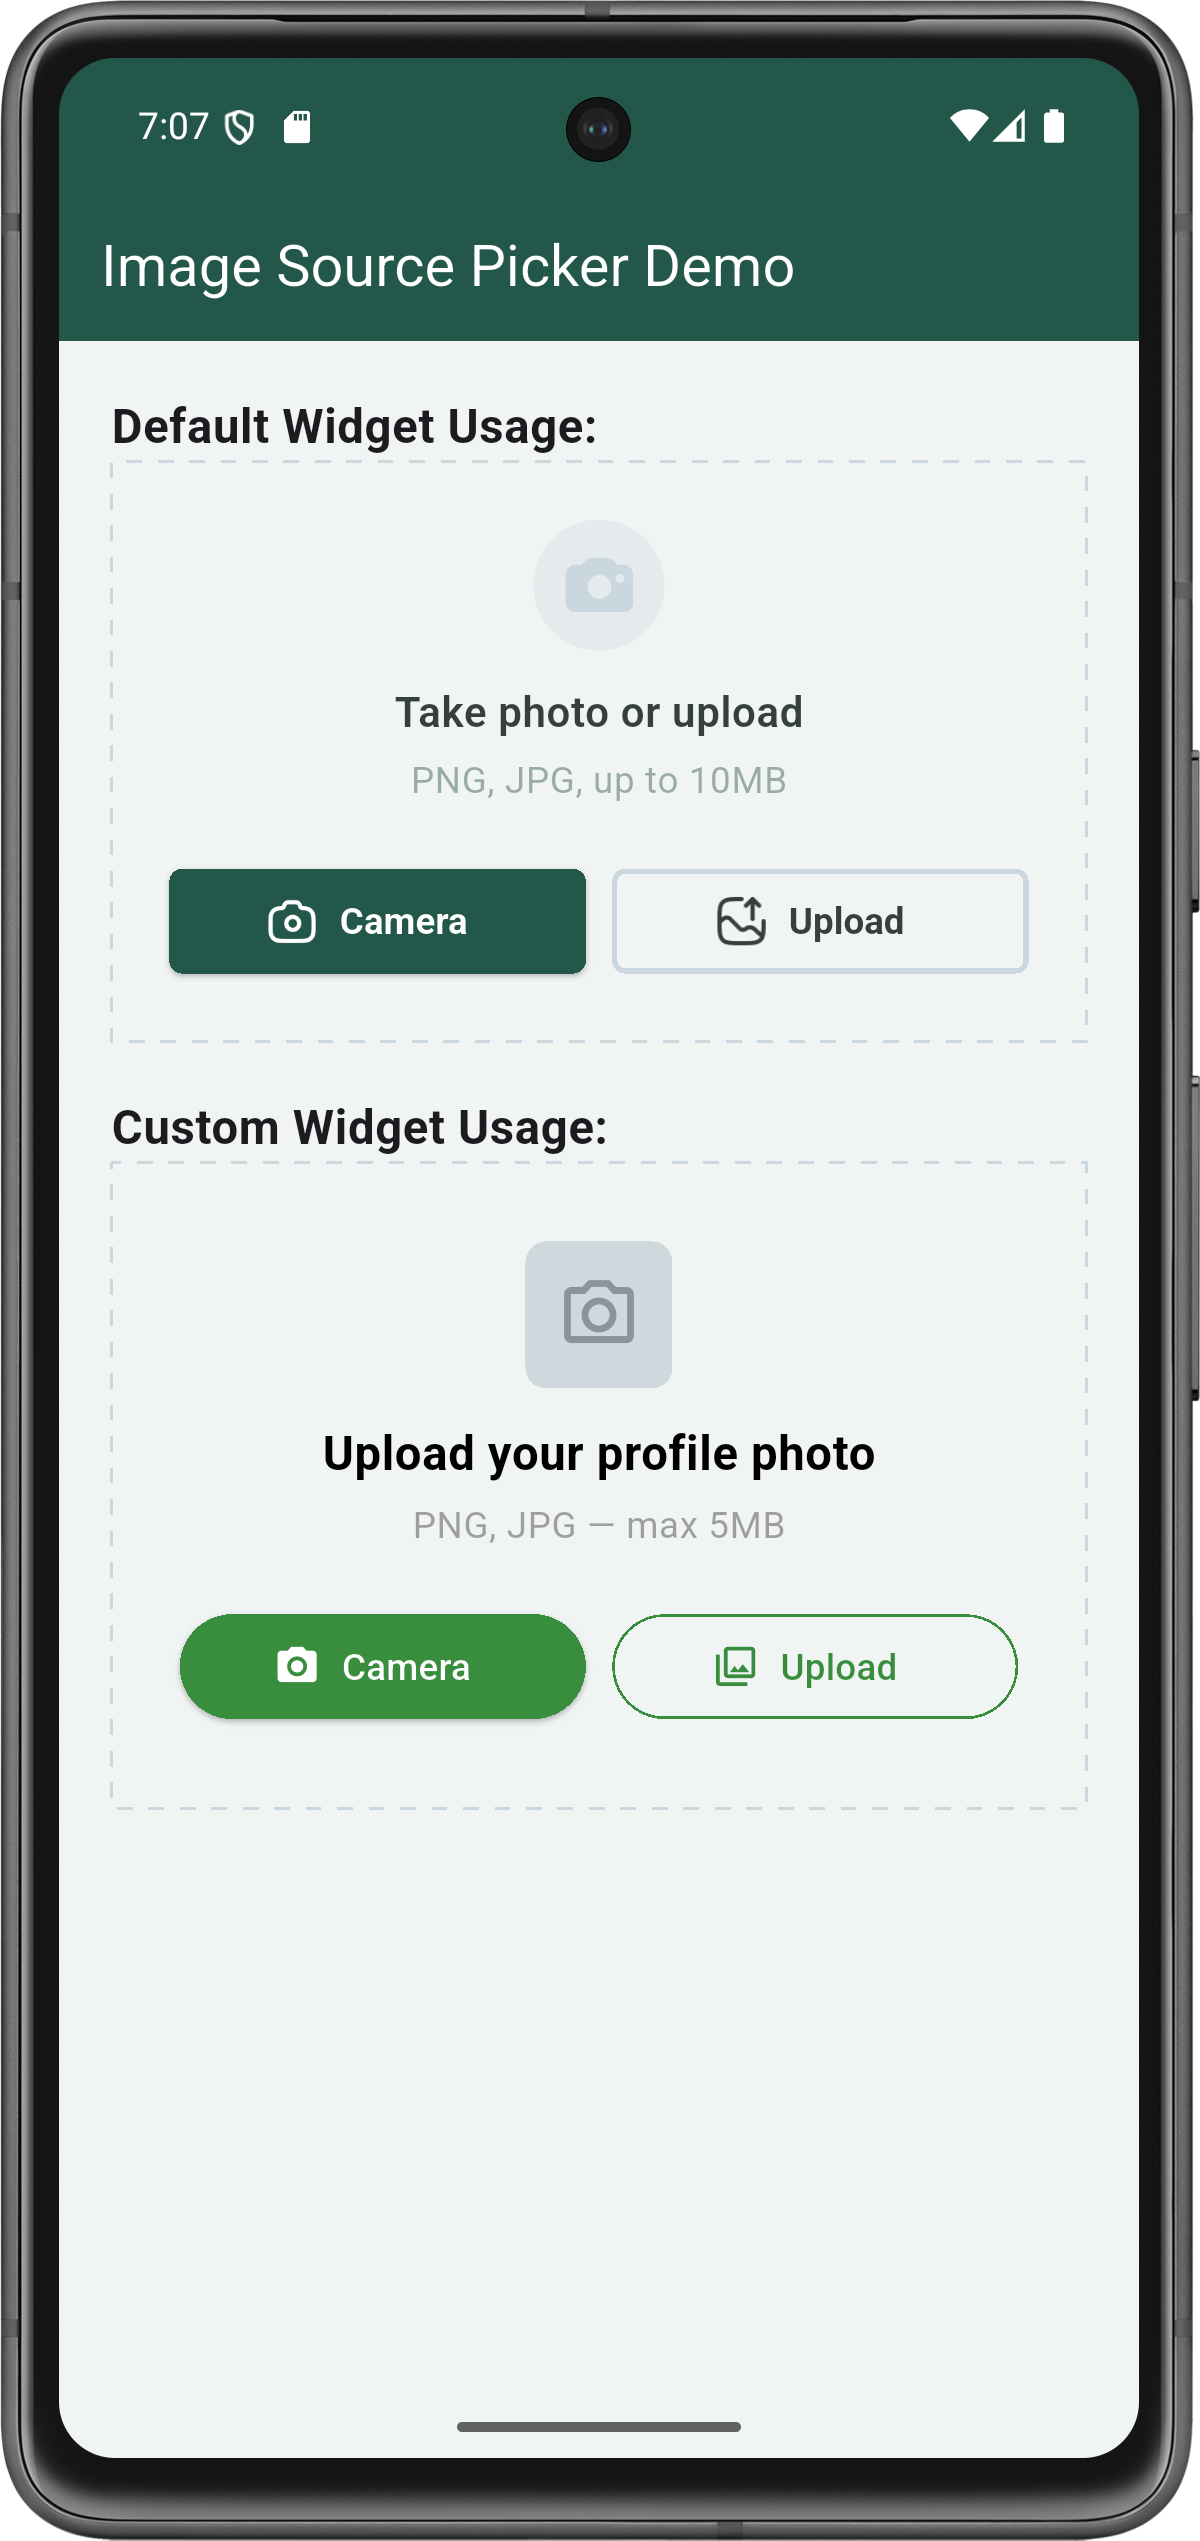 7:07
Image Source Picker Demo
Default Widget Usage:
Take photo or upload
PNG, JPG, up to 10MB
Camera
Upload
Custom Widget Usage:
Upload your profile photo
PNG, JPG — max 5MB
Camera
Upload